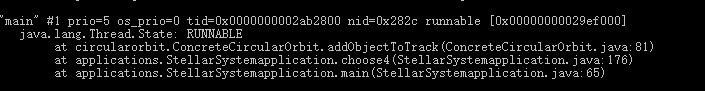 "main" #1 prio=5 os_prio=0 tid=0x0000000002ab2800 nid=0x282c runnable [0x00000000029ef000]
java.lang.Thread.State: RUNNABLE
at circularorbit.ConcreteCircularOrbit.addObjectToTrack(ConcreteCircularOrbit.java:81)
at applications.StellarSystemapplication.choose4(StellarSystemapplication.java:176)
at applications.StellarSystemapplication.main(StellarSystemapplication.java:65)